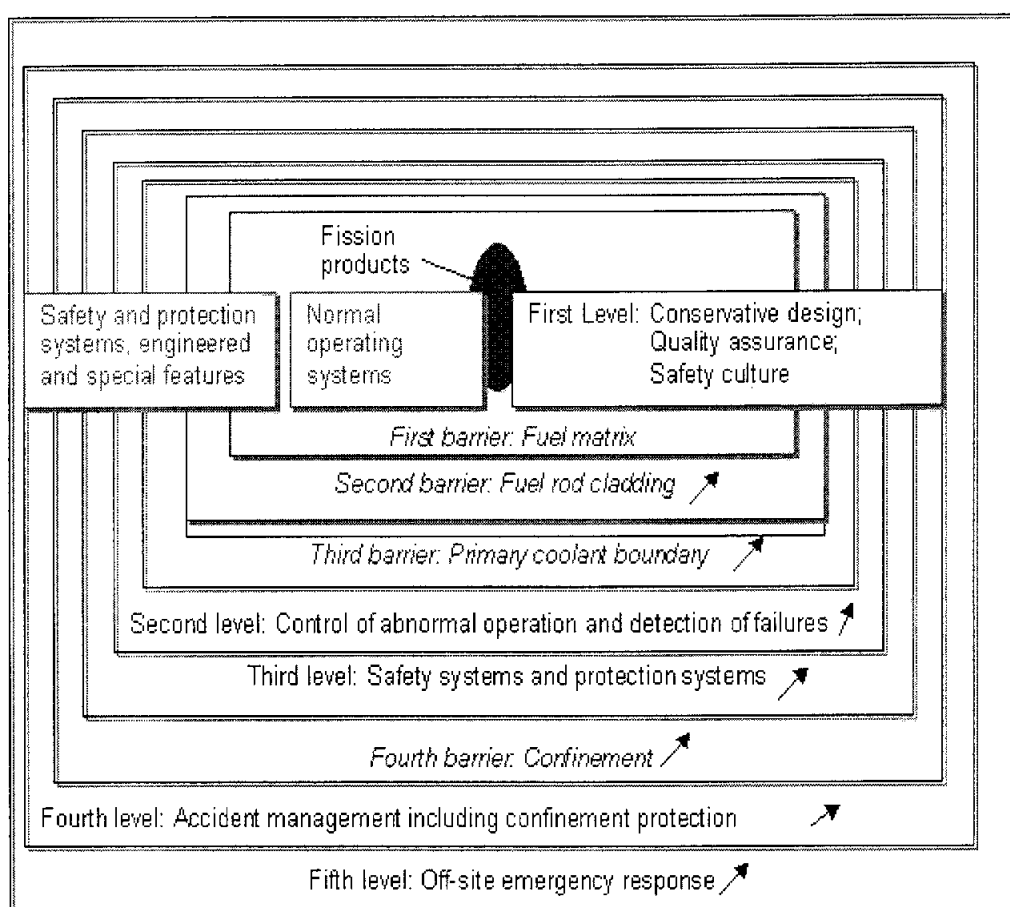 Fission
products
Safety and protection
systems, engineered
and special features
Normal
operating
systems
First Level: Conservative design;
Quality assurance;
Safety culture
First barrier: Fuel matrix
Second barrier: Fuel rod cladding
Third barrier: Primary coolant boundary
Second level: Control of abnormal operation and detection of failures
Third level: Safety systems and protection systems
Fourth barrier: Confinement
Fourth level: Accident management including confinement protection
Fifth level: Off-site emergency response